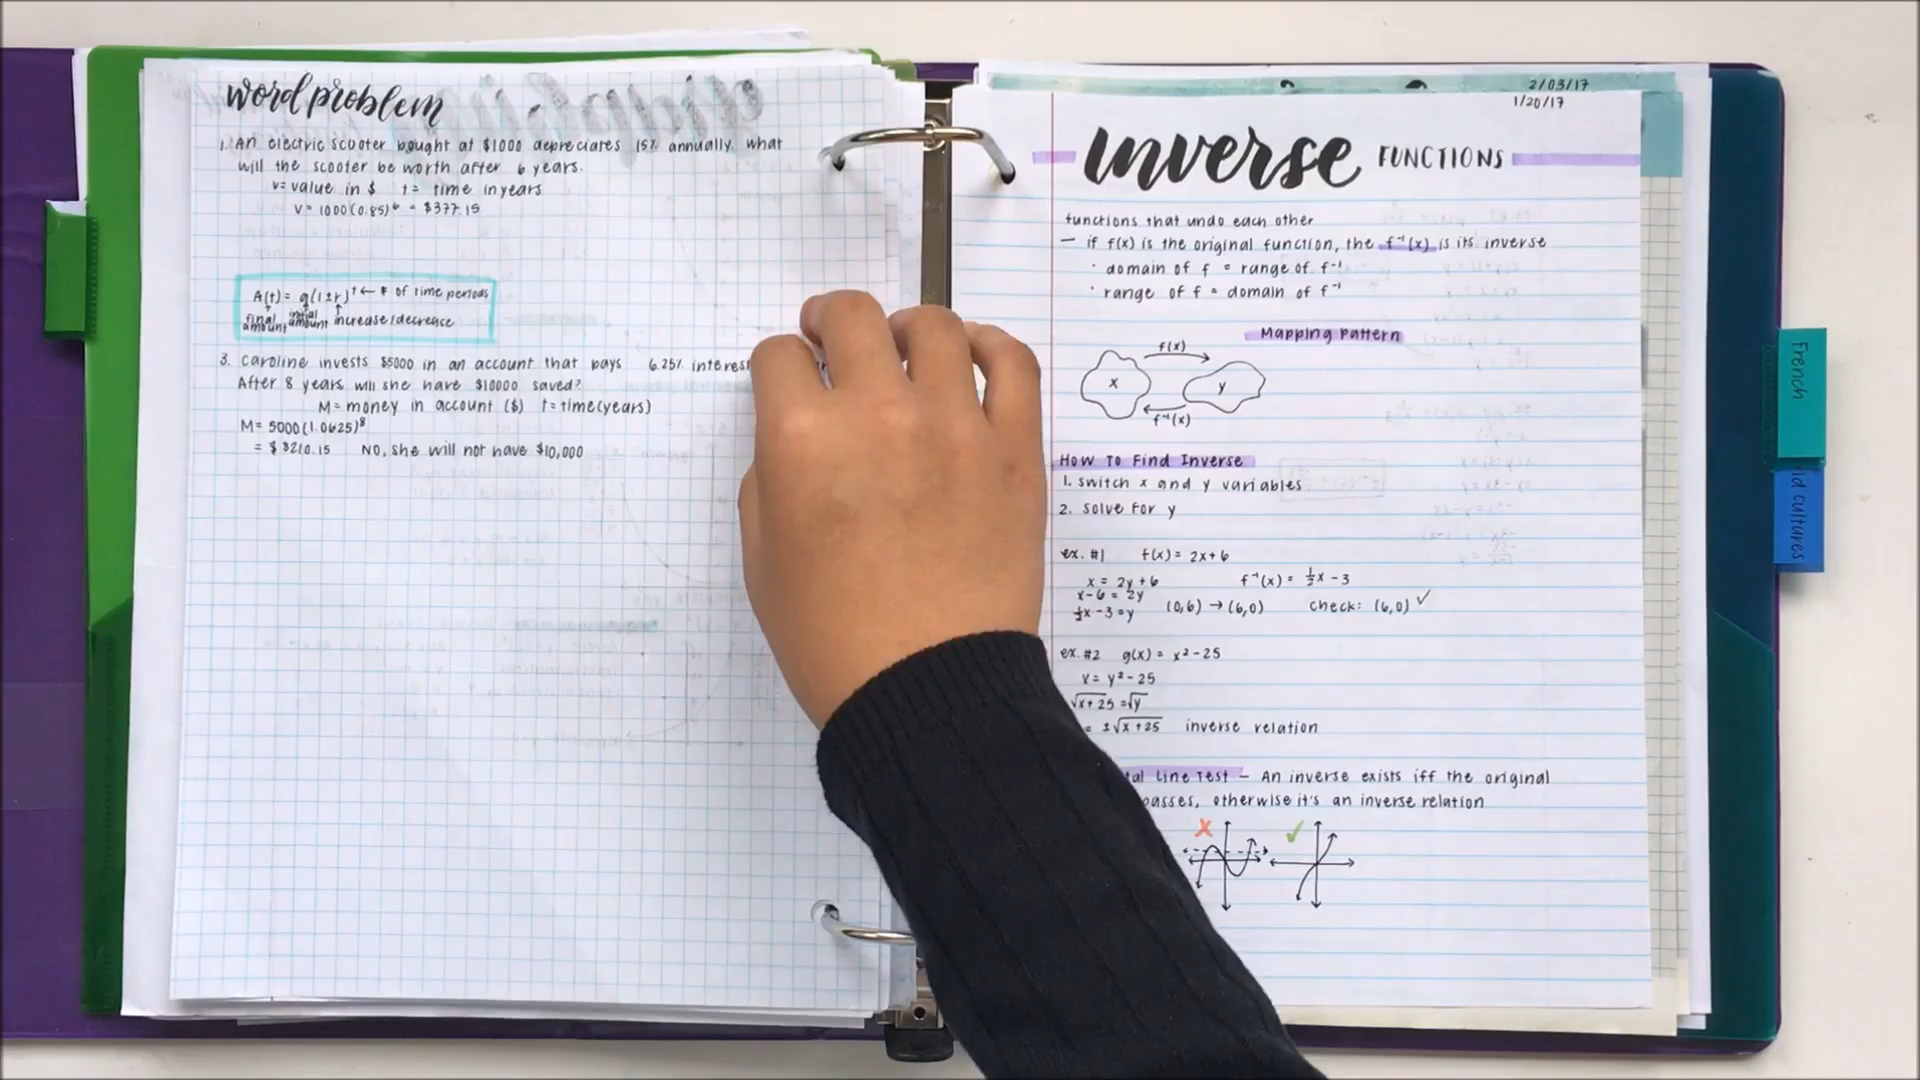 word problem
1. An electric scooter bought at $1000 depreciates 15% annually. what
will the scooter be worth after 6 years.
v= value in $ t= time in years
v= 1000(0.85)⁶ = $377.15
A(t)= a(1±r)ᵗ ← # of time periods
final amount initial amount increase/decrease
3. Caroline invests $5000 in an account that pays 6.25% interest
After 8 years will she have $10000 saved?
M= money in account ($) t=time(years)
M= 5000(1.0625)⁸
= $8210.15 NO, she will not have $10,000
2/03/17
1/20/17
inverse FUNCTIONS
functions that undo each other
— if f(x) is the original function, the f⁻¹(x) is its inverse
· domain of f = range of f⁻¹
· range of f = domain of f⁻¹
Mapping Pattern
f(x)
x y
f⁻¹(x)
How To Find Inverse
1. switch x and y variables
2. solve for y
ex. #1 f(x)= 2x+6
x = 2y+6 f⁻¹(x)= ½x-3
x-6 = 2y
½x-3=y (0,6) → (6,0) check: (6,0) ✓
ex. #2 g(x)= x²-25
x= y²-25
√x+25 =√y
= ±√x+25 inverse relation
Line Test - An inverse exists iff the original
passes, otherwise it's an inverse relation
French
ld cultures